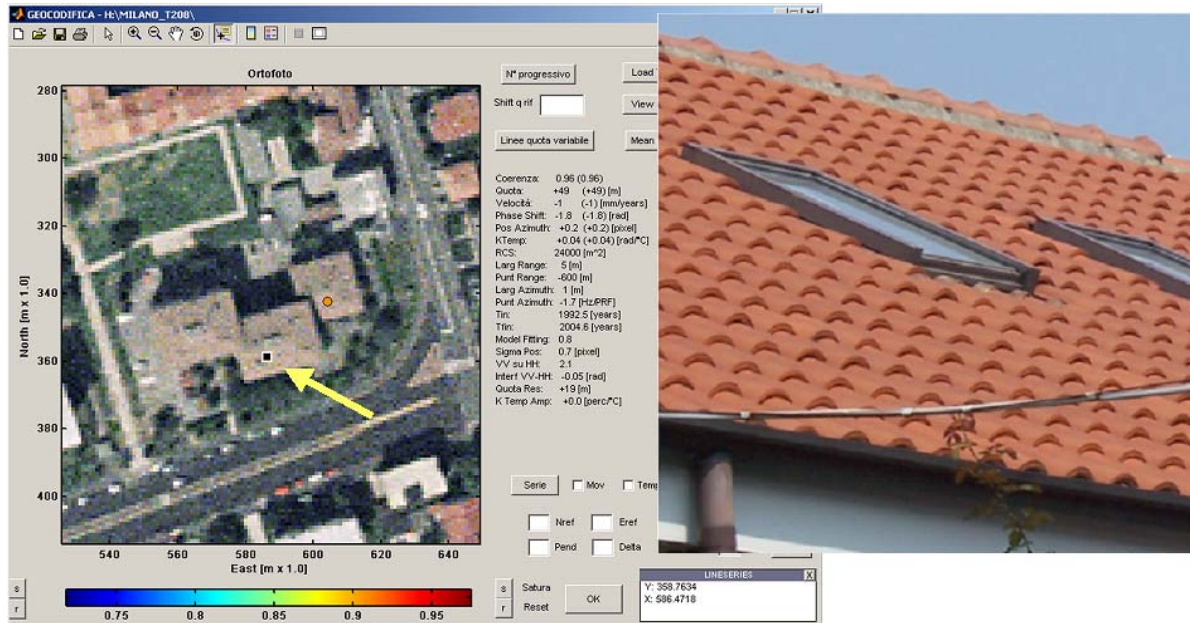 GEOCODIFICA - H:\MILANO_T208\
Ortofoto
280
300
320
340
360
380
400
North [m x 1.0]
540
560
580
600
620
640
East [m x 1.0]
N° progressivo
Load
Shift q rif
View
Linee quota variabile
Mean
Coerenza: 0.96 (0.96)
Quota: +49 (+49) [m]
Velocitá: -1 (-1) [mm/years]
Phase Shift: -1.8 (-1.8) [rad]
Pos Azimuth: +0.2 (+0.2) [pixel]
KTemp: +0.04 (+0.04) [rad/°C]
RCS: 24000 [m^2]
Larg Range: 5 [m]
Punt Range: -600 [m]
Larg Azimuth: 1 [m]
Punt Azimuth: -1.7 [Hz/PRF]
Tin: 1992.5 [years]
Tfin: 2004.6 [years]
Model Fitting: 0.8
Sigma Pos: 0.7 [pixel]
VV su HH: 2.1
Interf VV-HH: -0.05 [rad]
Quota Res: +19 [m]
K Temp Amp: +0.0 [perc/°C]
Serie
Mov
Temp
Nref
Eref
Pend
Delta
s
r
0.75
0.8
0.85
0.9
0.95
s
r
Satura
Reset
OK
LINESERIES
X
Y: 358.7634
X: 586.4718